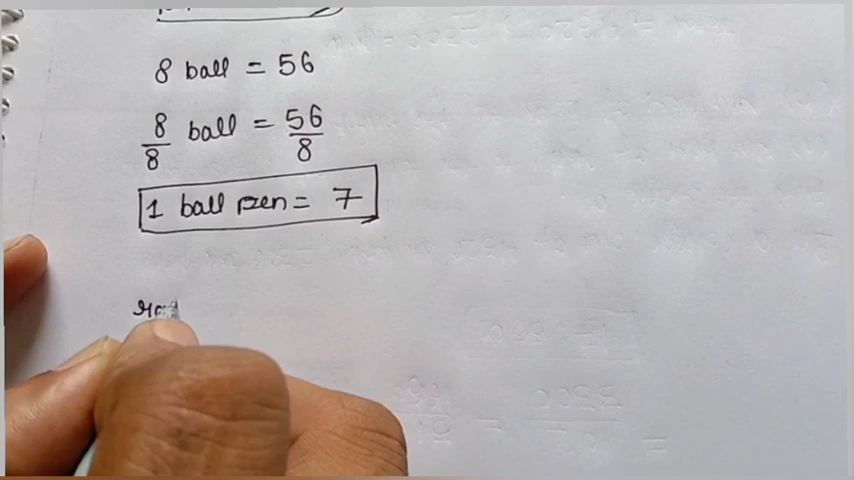 8 ball = 56
8/8 ball = 56/8
1 ball pen = 7